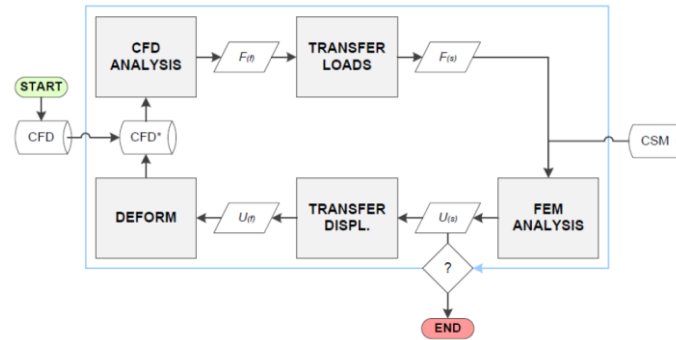 CFD
ANALYSIS
F(f)
TRANSFER
LOADS
F(s)
START
CFD
CFD*
CSM
DEFORM
U(f)
TRANSFER
DISPL.
U(s)
FEM
ANALYSIS
?
END